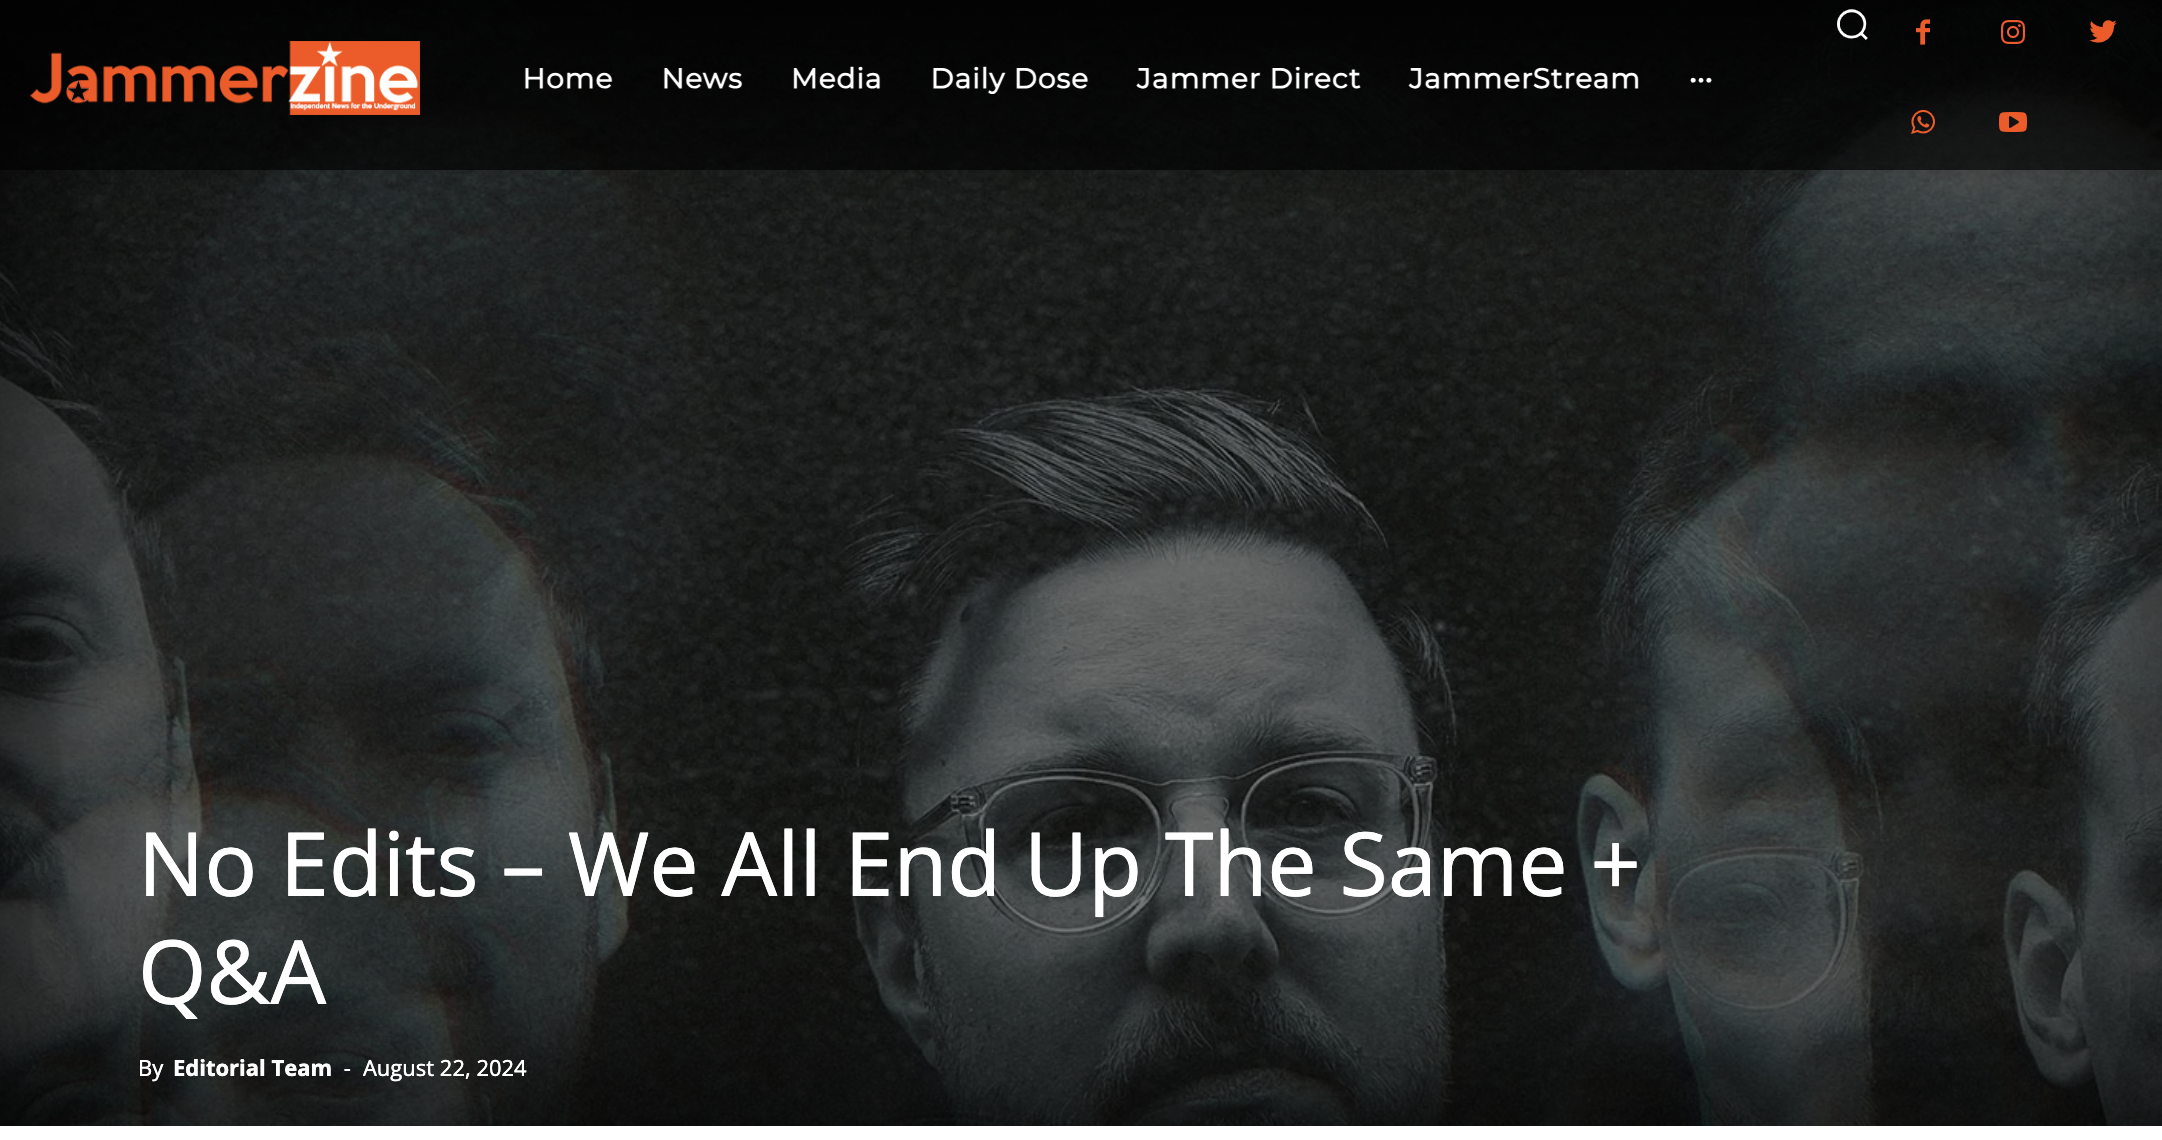 Jammerzine
Independent News for the Underground
Home News Media Daily Dose Jammer Direct JammerStream ...
No Edits – We All End Up The Same +
Q&A
By Editorial Team - August 22, 2024